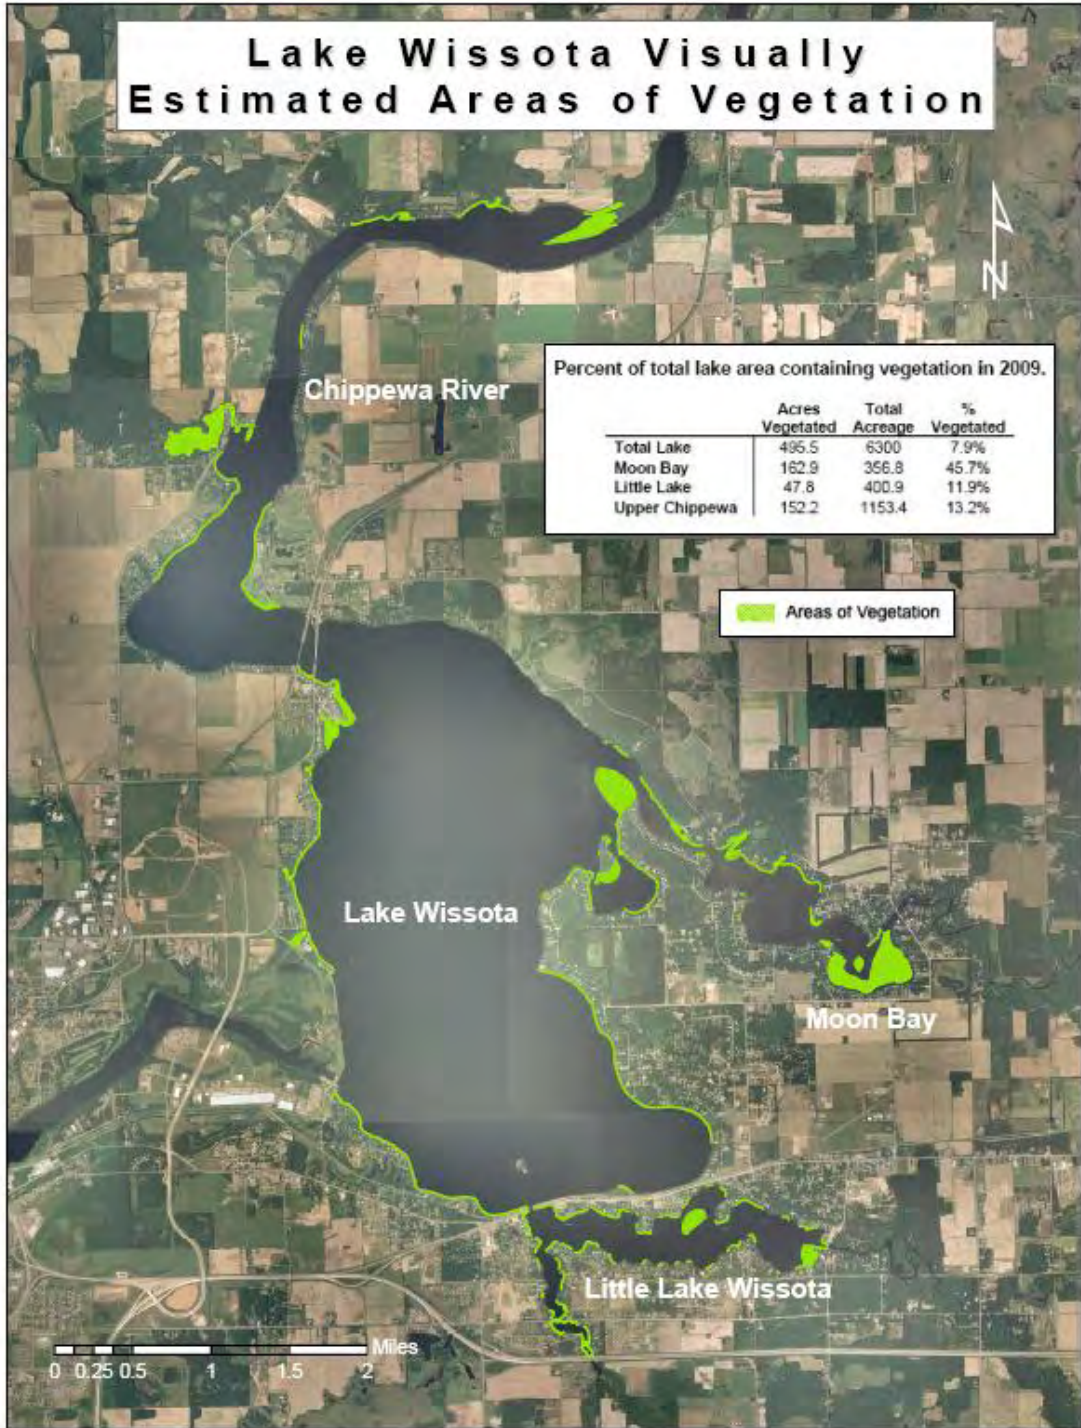 Lake Wissota Visually
Estimated Areas of Vegetation
N
Percent of total lake area containing vegetation in 2009.
Acres Vegetated Total Acreage % Vegetated
Total Lake 495.5 6300 7.9%
Moon Bay 162.9 356.8 45.7%
Little Lake 47.8 400.9 11.9%
Upper Chippewa 152.2 1153.4 13.2%
Chippewa River
Areas of Vegetation
Lake Wissota
Moon Bay
Little Lake Wissota
Miles
0 0.25 0.5 1 1.5 2